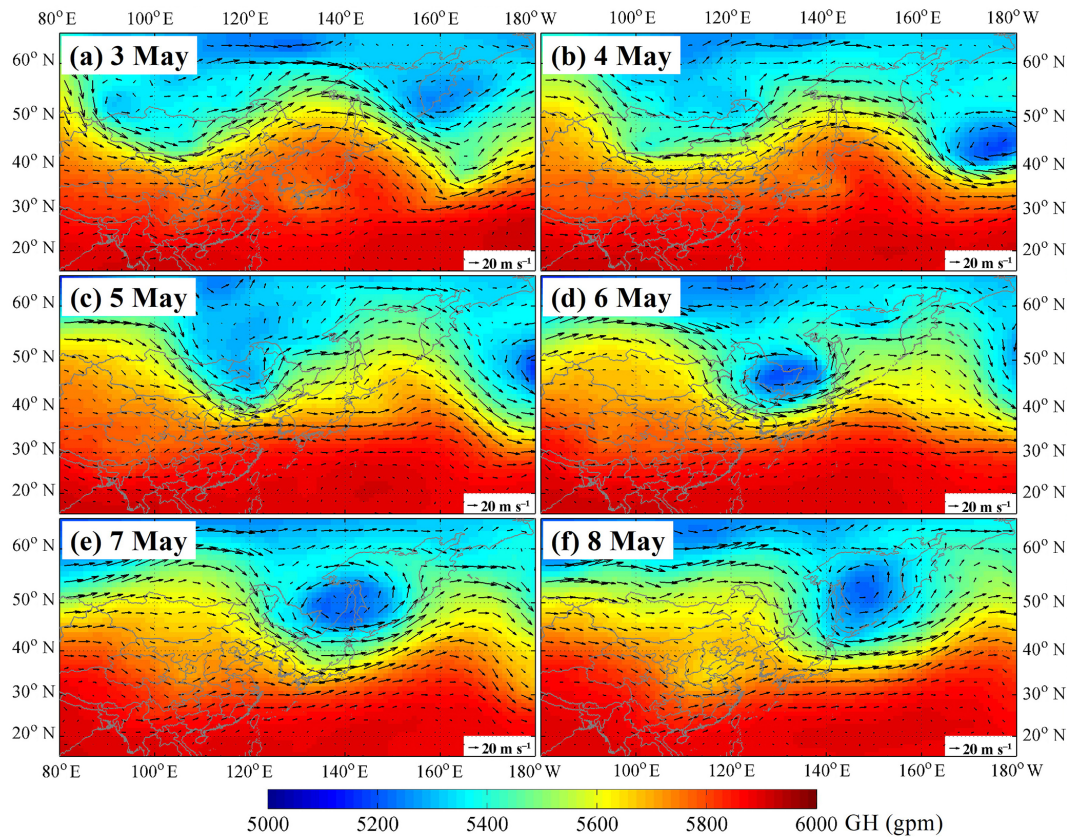 80° E 100° E 120° E 140° E 160° E 180° W 100° E 120° E 140° E 160° E 180° W
(a) 3 May (b) 4 May
60° N 60° N
50° N 50° N
40° N 40° N
30° N 30° N
20° N 20° N
→ 20 m s⁻¹ → 20 m s⁻¹
(c) 5 May (d) 6 May
60° N 60° N
50° N 50° N
40° N 40° N
30° N 30° N
20° N 20° N
→ 20 m s⁻¹ → 20 m s⁻¹
(e) 7 May (f) 8 May
60° N 60° N
50° N 50° N
40° N 40° N
30° N 30° N
20° N 20° N
→ 20 m s⁻¹ → 20 m s⁻¹
80° E 100° E 120° E 140° E 160° E 180° W 100° E 120° E 140° E 160° E 180° W
5000 5200 5400 5600 5800 6000 GH (gpm)